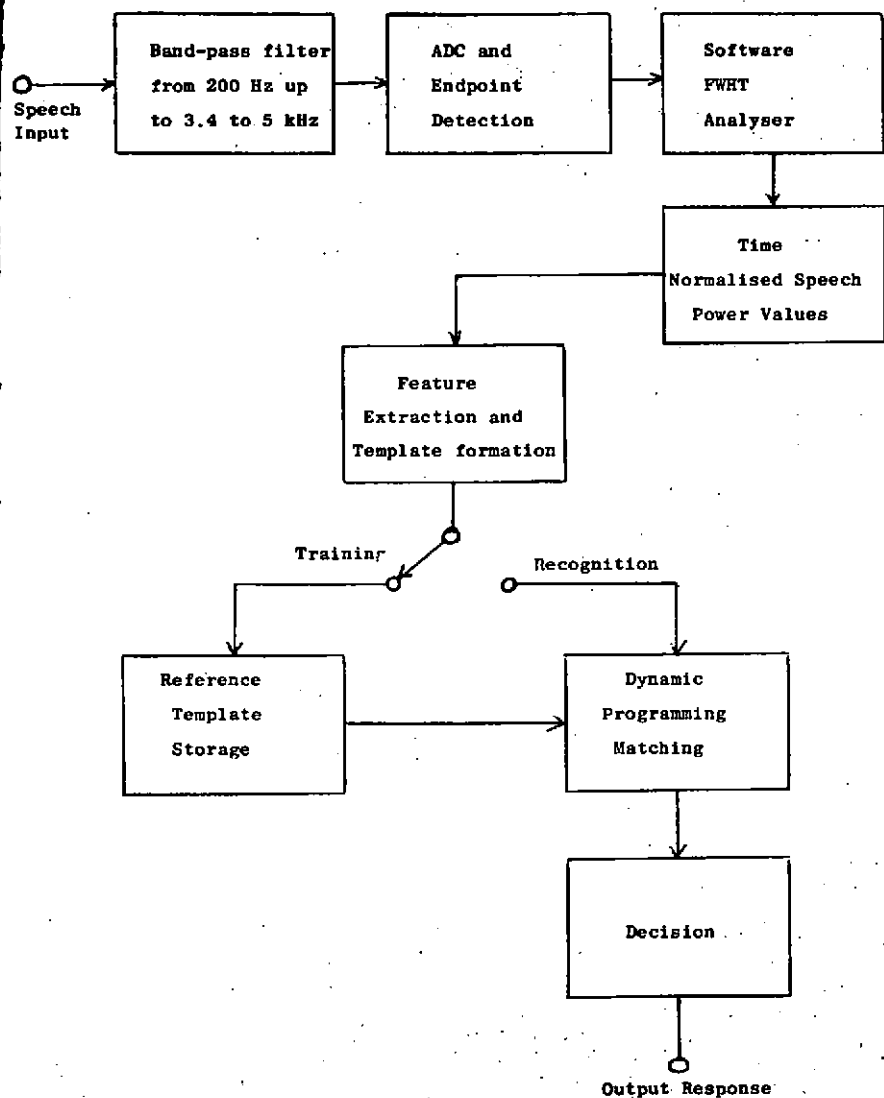 Speech
Input
Band-pass filter
from 200 Hz up
to 3.4 to 5 kHz
ADC and
Endpoint
Detection
Software
FWHT
Analyser
Time
Normalised Speech
Power Values
Feature
Extraction and
Template formation
Training
Recognition
Reference
Template
Storage
Dynamic
Programming
Matching
Decision
Output Response